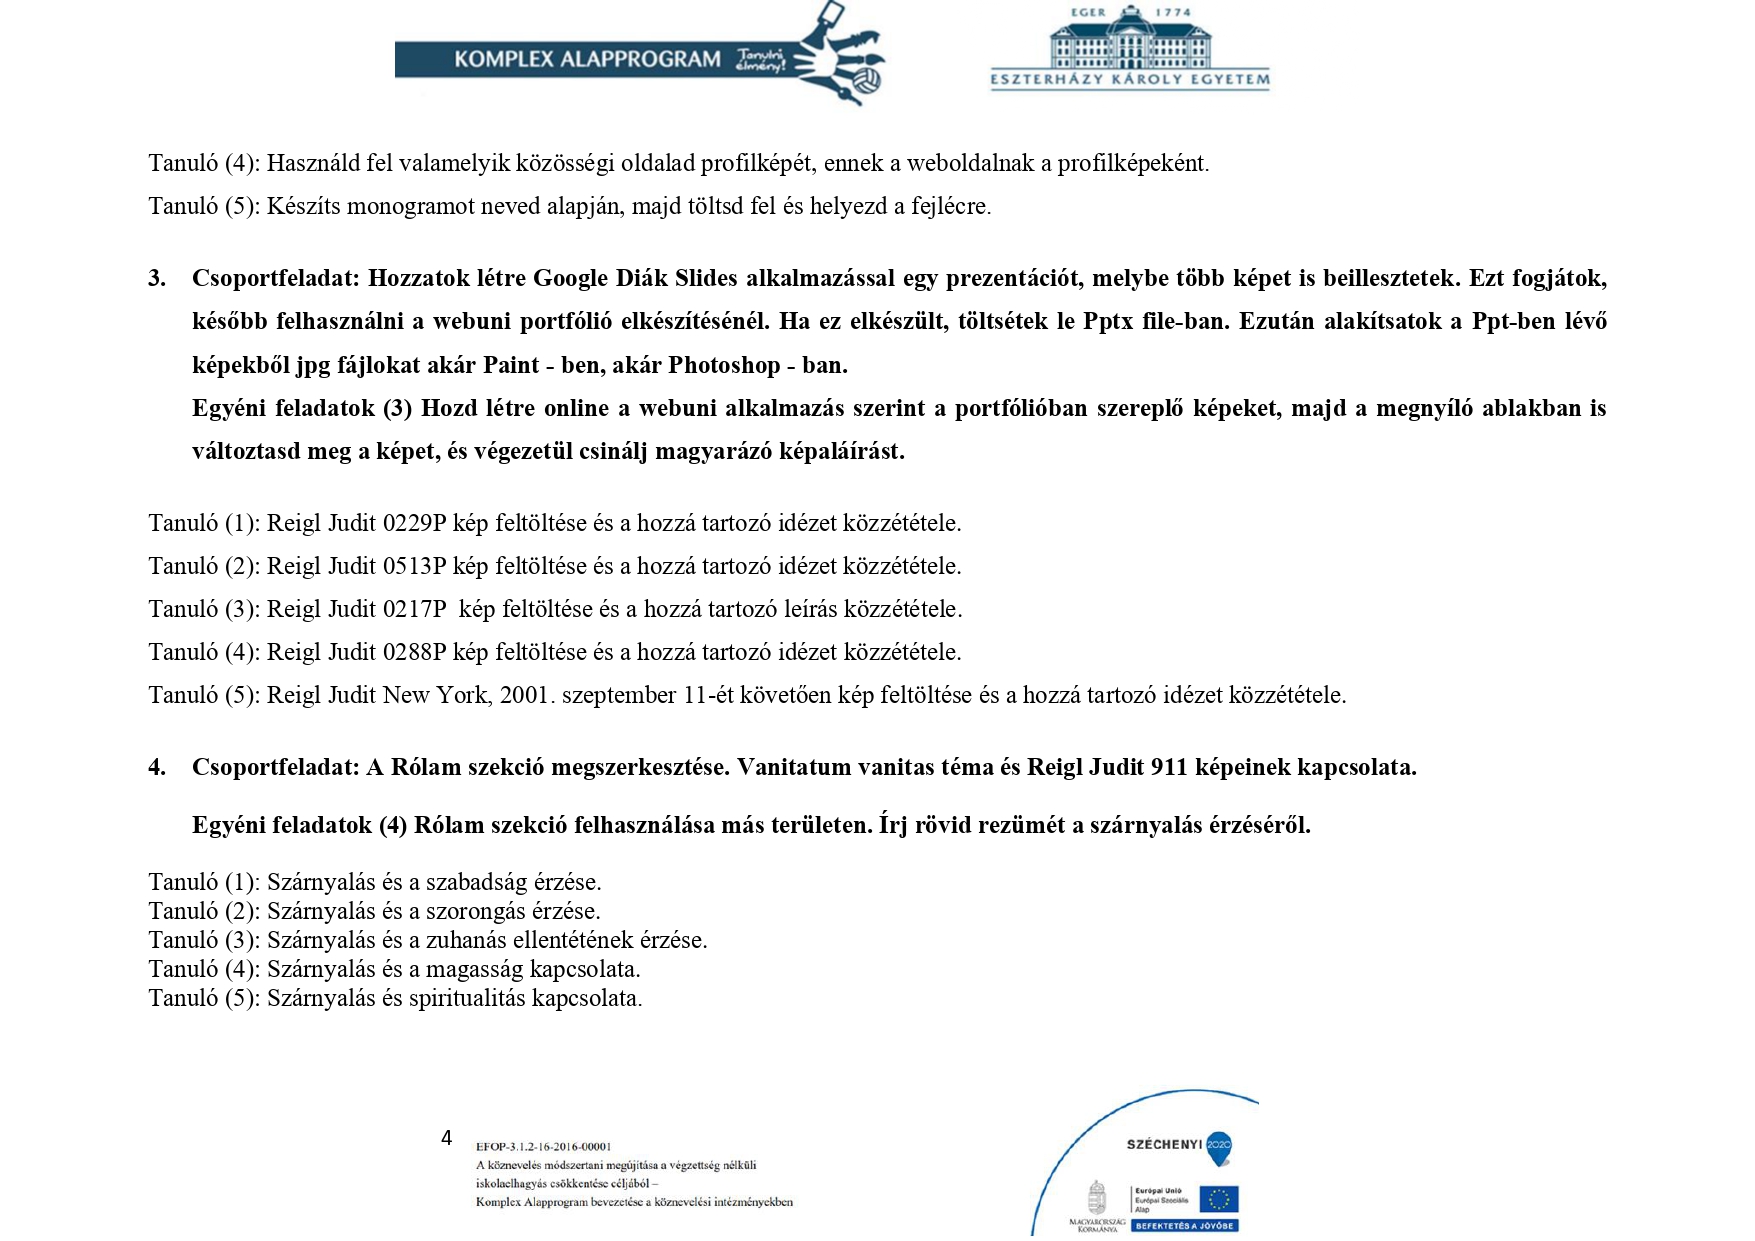 KOMPLEX ALAPPROGRAM Tanulni élmény!
EGER 1774
ESZTERHÁZY KÁROLY EGYETEM
Tanuló (4): Használd fel valamelyik közösségi oldalad profilképét, ennek a weboldalnak a profilképeként.
Tanuló (5): Készíts monogramot neved alapján, majd töltsd fel és helyezd a fejlécre.
3. Csoportfeladat: Hozzatok létre Google Diák Slides alkalmazással egy prezentációt, melybe több képet is beillesztetek. Ezt fogjátok,
később felhasználni a webuni portfólió elkészítésénél. Ha ez elkészült, töltsétek le Pptx file-ban. Ezután alakítsatok a Ppt-ben lévő
képekből jpg fájlokat akár Paint - ben, akár Photoshop - ban.
Egyéni feladatok (3) Hozd létre online a webuni alkalmazás szerint a portfólióban szereplő képeket, majd a megnyíló ablakban is
változtasd meg a képet, és végezetül csinálj magyarázó képaláírást.
Tanuló (1): Reigl Judit 0229P kép feltöltése és a hozzá tartozó idézet közzététele.
Tanuló (2): Reigl Judit 0513P kép feltöltése és a hozzá tartozó idézet közzététele.
Tanuló (3): Reigl Judit 0217P  kép feltöltése és a hozzá tartozó leírás közzététele.
Tanuló (4): Reigl Judit 0288P kép feltöltése és a hozzá tartozó idézet közzététele.
Tanuló (5): Reigl Judit New York, 2001. szeptember 11-ét követően kép feltöltése és a hozzá tartozó idézet közzététele.
4. Csoportfeladat: A Rólam szekció megszerkesztése. Vanitatum vanitas téma és Reigl Judit 911 képeinek kapcsolata.
Egyéni feladatok (4) Rólam szekció felhasználása más területen. Írj rövid rezümét a szárnyalás érzéséről.
Tanuló (1): Szárnyalás és a szabadság érzése.
Tanuló (2): Szárnyalás és a szorongás érzése.
Tanuló (3): Szárnyalás és a zuhanás ellentétének érzése.
Tanuló (4): Szárnyalás és a magasság kapcsolata.
Tanuló (5): Szárnyalás és spiritualitás kapcsolata.
4
EFOP-3.1.2-16-2016-00001
A köznevelés módszertani megújítása a végzettség nélküli
iskolaelhagyás csökkentése céljából –
Komplex Alapprogram bevezetése a köznevelési intézményekben
SZÉCHENYI 2020
MAGYARORSZÁG
KORMÁNYA
Európai Unió
Európai Szociális
Alap
BEFEKTETÉS A JÖVŐBE